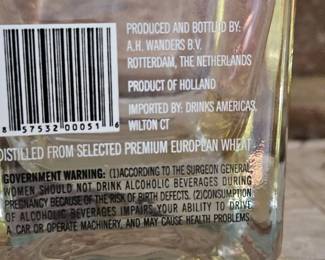 PRODUCED AND BOTTLED BY:
A.H. WANDERS B.V.
ROTTERDAM, THE NETHERLANDS
PRODUCT OF HOLLAND
IMPORTED BY: DRINKS AMERICAS,
WILTON CT
8 57532 00051 6
DISTILLED FROM SELECTED PREMIUM EUROPEAN WHEAT
GOVERNMENT WARNING: (1)ACCORDING TO THE SURGEON GENERAL,
WOMEN SHOULD NOT DRINK ALCOHOLIC BEVERAGES DURING
PREGNANCY BECAUSE OF THE RISK OF BIRTH DEFECTS. (2)CONSUMPTION
OF ALCOHOLIC BEVERAGES IMPAIRS YOUR ABILITY TO DRIVE
A CAR OR OPERATE MACHINERY, AND MAY CAUSE HEALTH PROBLEMS